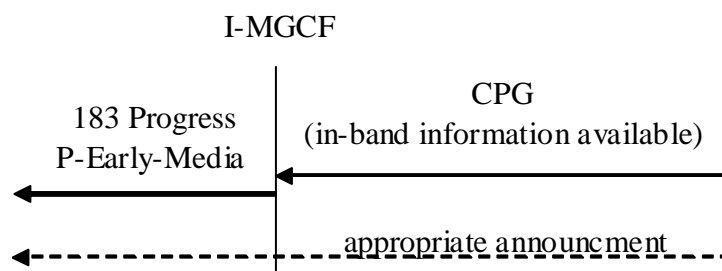 I-MGCF
183 Progress
P-Early-Media
CPG
(in-band information available)
appropriate announcment